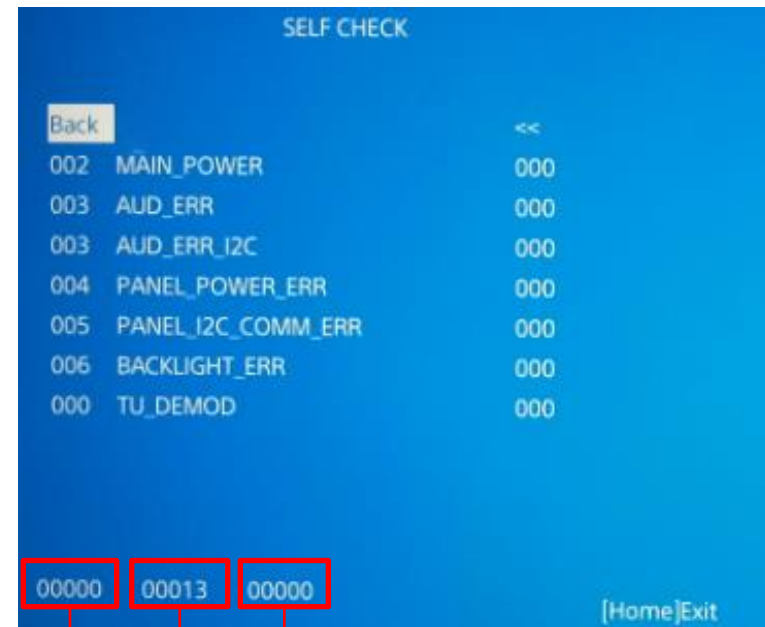 SELF CHECK
Back <<
002 MAIN_POWER 000
003 AUD_ERR 000
003 AUD_ERR_I2C 000
004 PANEL_POWER_ERR 000
005 PANEL_I2C_COMM_ERR 000
006 BACKLIGHT_ERR 000
000 TU_DEMOD 000
00000 00013 00000
[Home]Exit